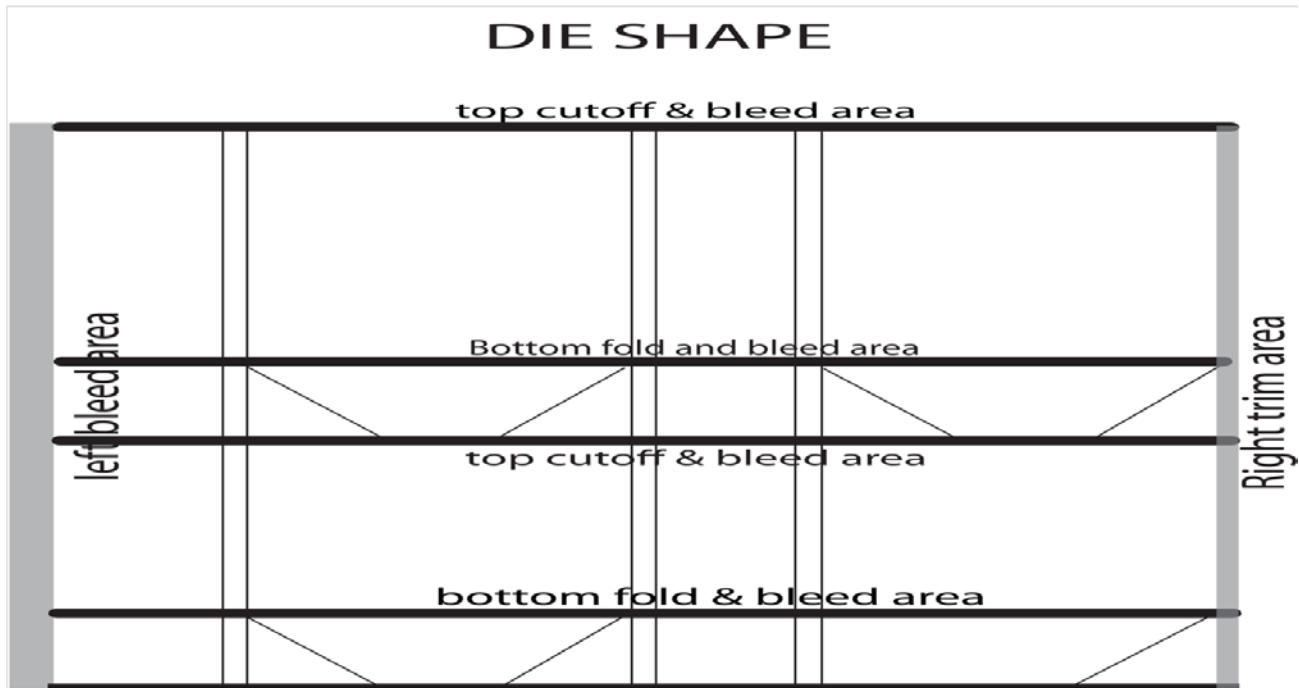 DIE SHAPE
top cutoff & bleed area
Bottom fold and bleed area
left bleed area
Right trim area
top cutoff & bleed area
bottom fold & bleed area